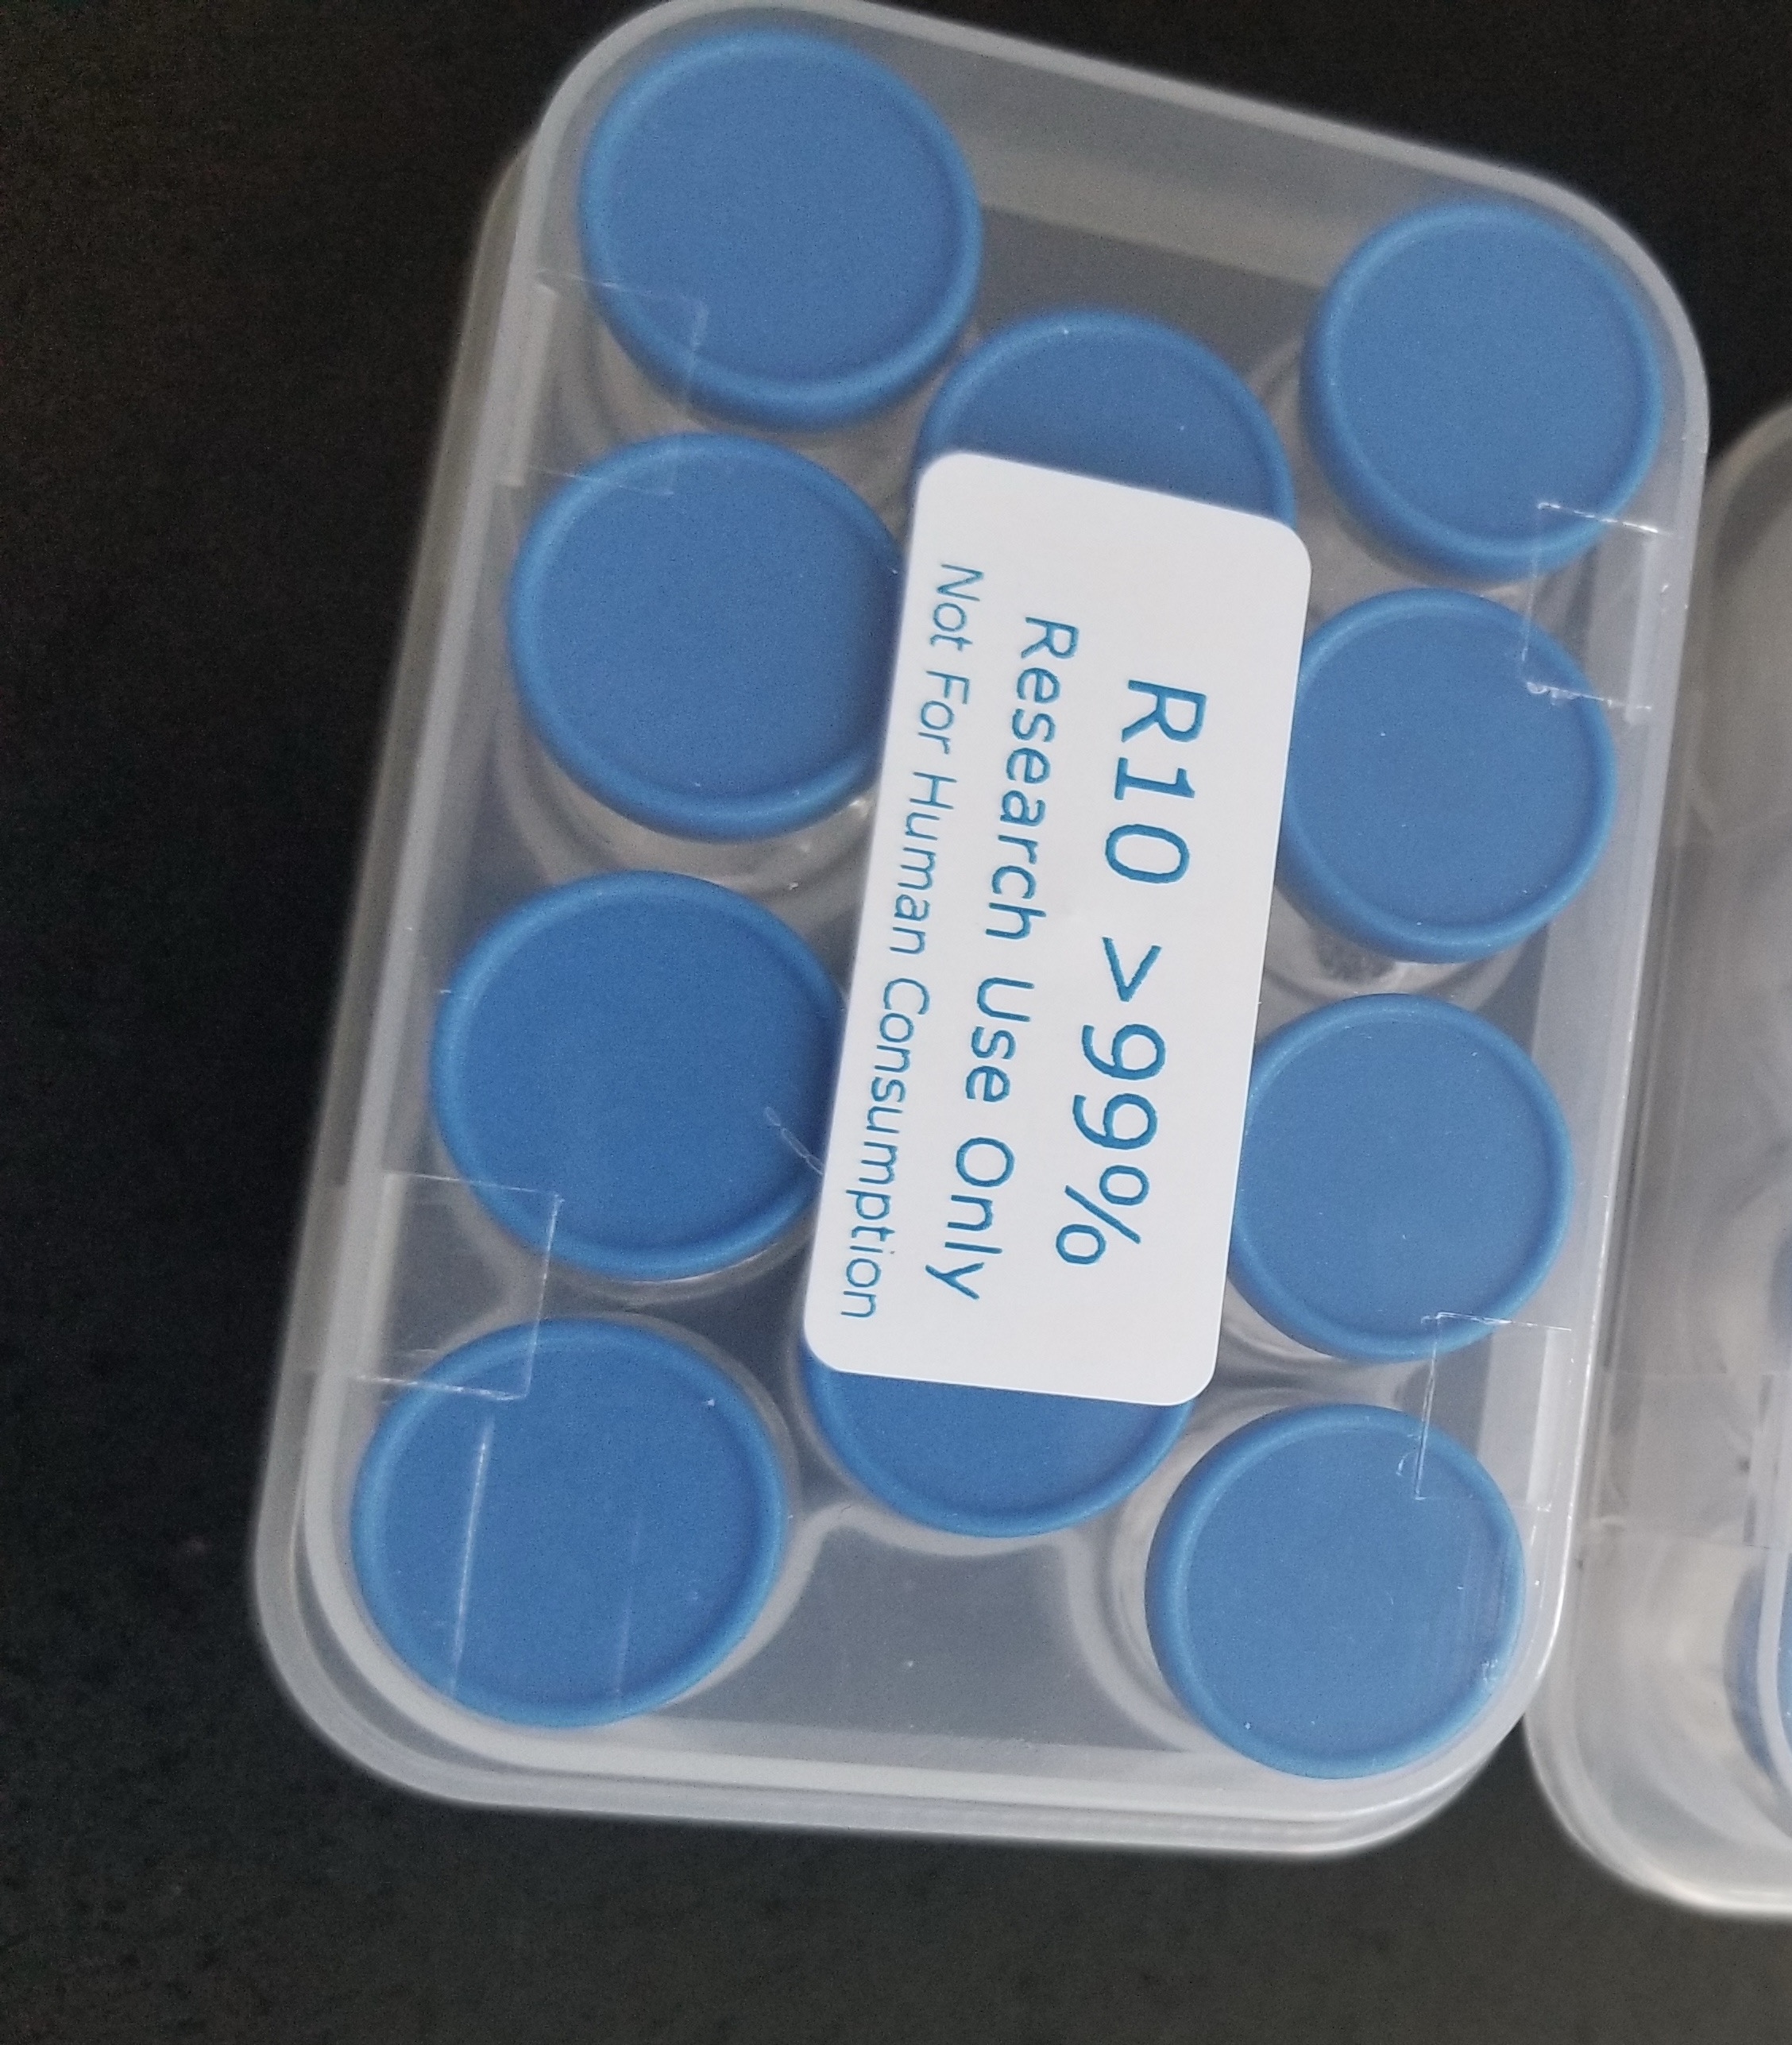 R10 >99%
Research Use Only
Not For Human Consumption